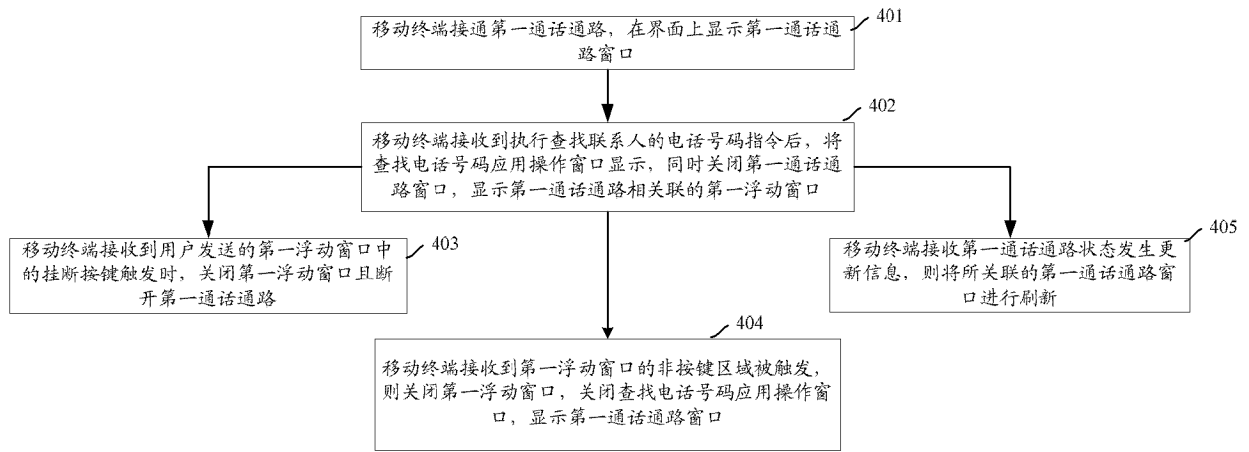 401
移动终端接通第一通话通路，在界面上显示第一通话通
路窗口
402
移动终端接收到执行查找联系人的电话号码指令后，将
查找电话号码应用操作窗口显示，同时关闭第一通话通
路窗口，显示第一通话通路相关联的第一浮动窗口
403
移动终端接收到用户发送的第一浮动窗口中
的挂断按键触发时，关闭第一浮动窗口且断
开第一通话通路
405
移动终端接收第一通话通路状态发生更
新信息，则将所关联的第一通话通路窗
口进行刷新
404
移动终端接收到第一浮动窗口的非按键区域被触发，
则关闭第一浮动窗口，关闭查找电话号码应用操作窗
口，显示第一通话通路窗口